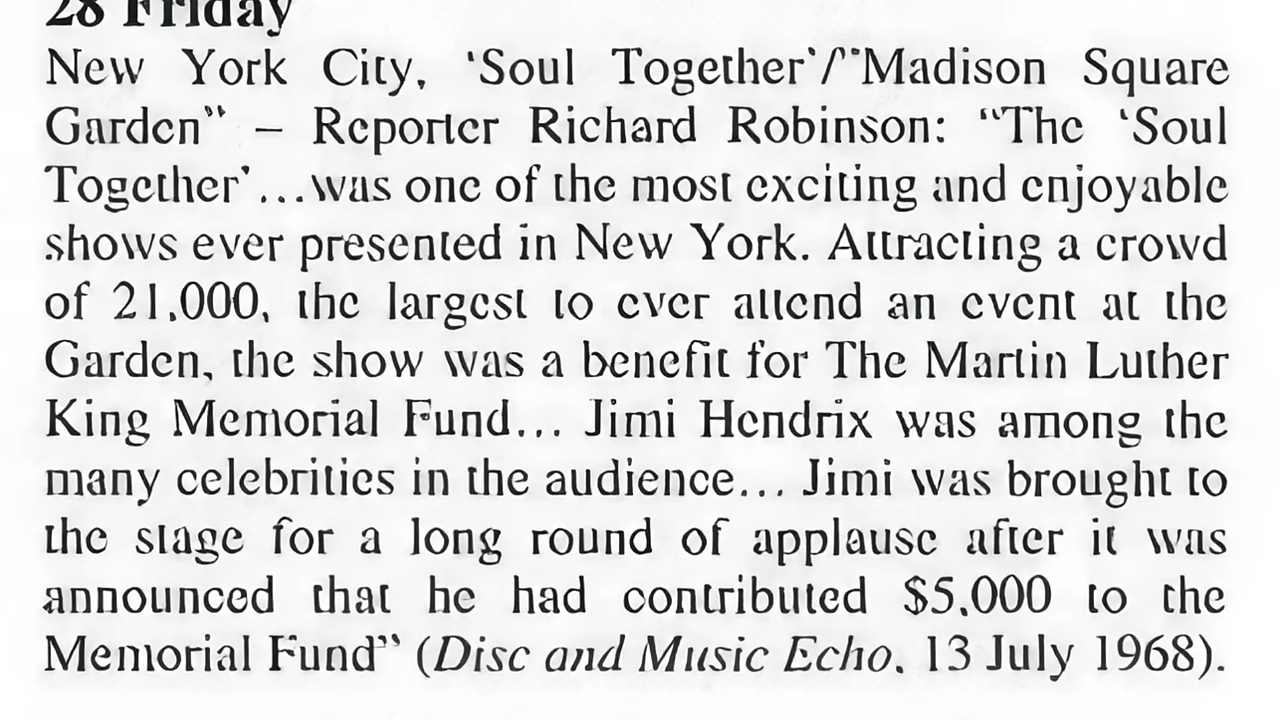 28 Friday
New York City, ‘Soul Together’/“Madison Square
Garden” – Reporter Richard Robinson: “The ‘Soul
Together’…was one of the most exciting and enjoyable
shows ever presented in New York. Attracting a crowd
of 21,000, the largest to ever attend an event at the
Garden, the show was a benefit for The Martin Luther
King Memorial Fund… Jimi Hendrix was among the
many celebrities in the audience… Jimi was brought to
the stage for a long round of applause after it was
announced that he had contributed $5,000 to the
Memorial Fund” (Disc and Music Echo, 13 July 1968).